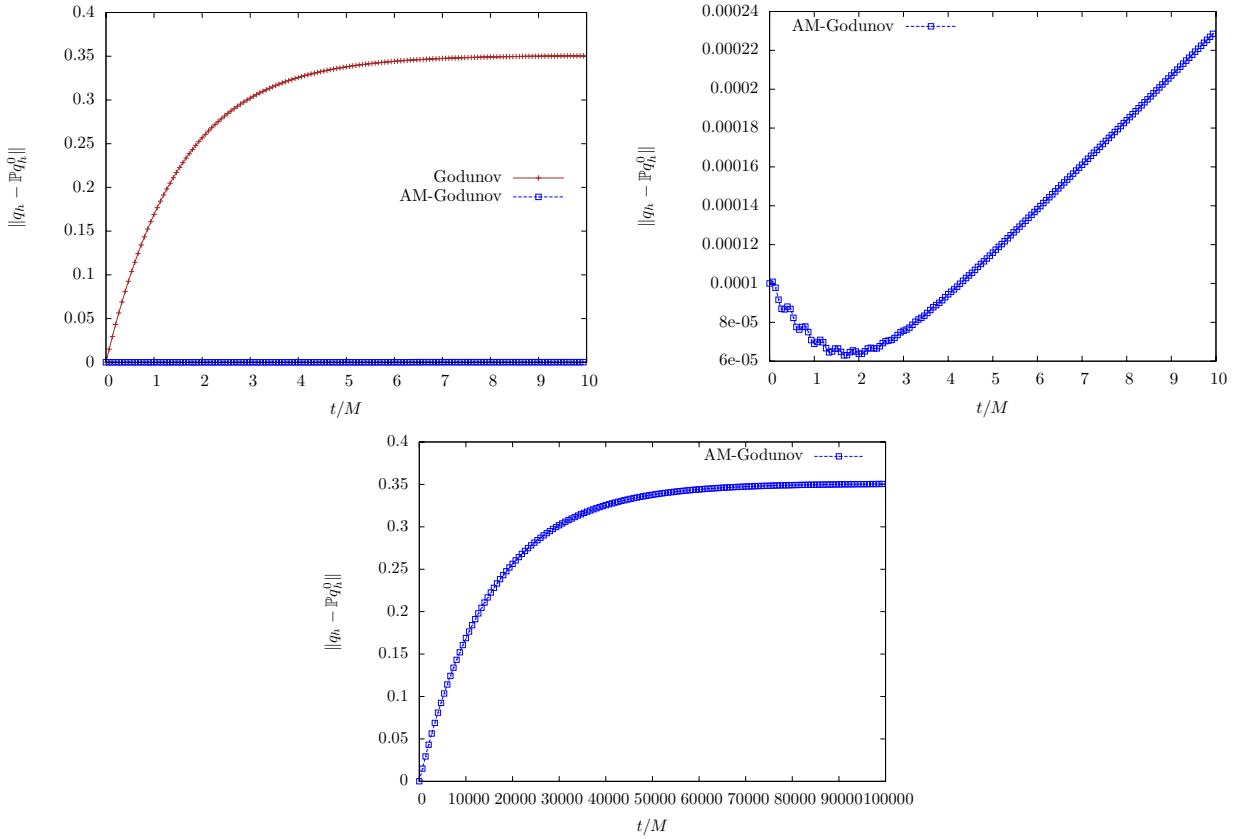 0.4
0.35
0.3
0.25
0.2
0.15
0.1
0.05
0
‖q_h − ℙq_h^0‖
Godunov
AM-Godunov
0 1 2 3 4 5 6 7 8 9 10
t/M
0.00024
0.00022
0.0002
0.00018
0.00016
0.00014
0.00012
0.0001
8e-05
6e-05
‖q_h − ℙq_h^0‖
AM-Godunov
0 1 2 3 4 5 6 7 8 9 10
t/M
0.4
0.35
0.3
0.25
0.2
0.15
0.1
0.05
0
‖q_h − ℙq_h^0‖
AM-Godunov
0 10000 20000 30000 40000 50000 60000 70000 80000 90000 100000
t/M